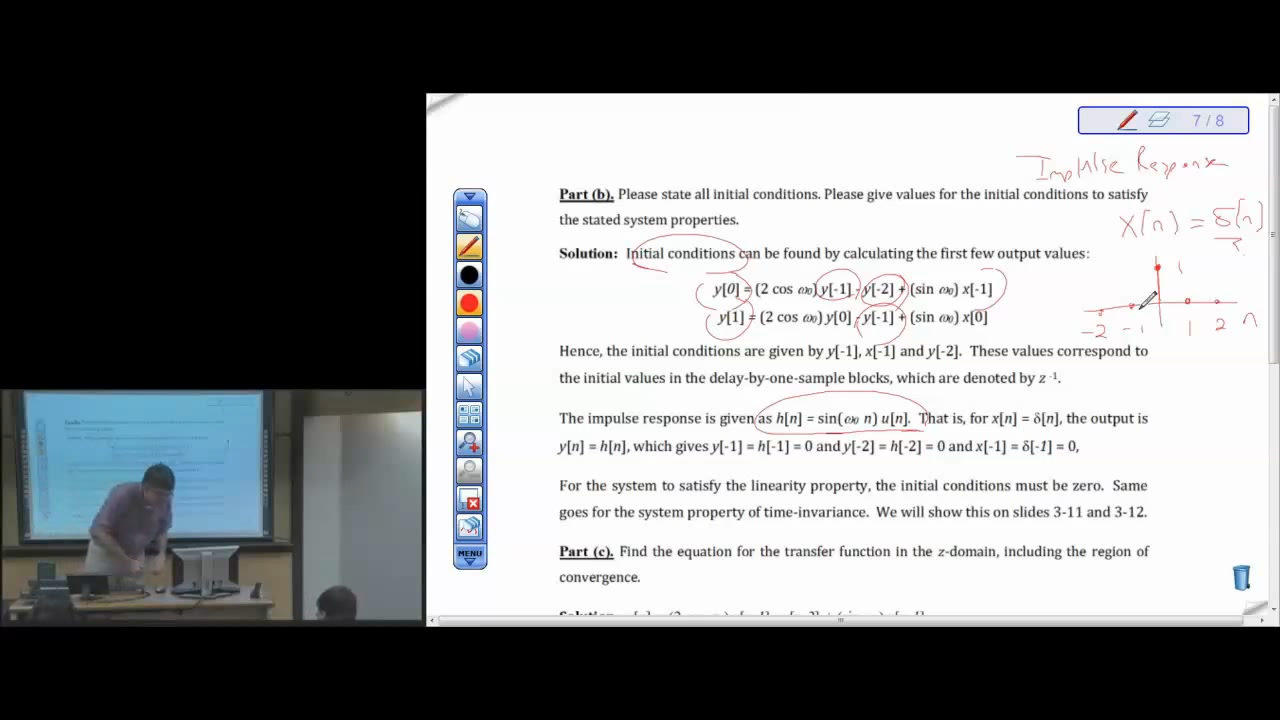 7 / 8
Impulse Response
Part (b). Please state all initial conditions. Please give values for the initial conditions to satisfy
the stated system properties.
x[n] = δ[n]
Solution: Initial conditions can be found by calculating the first few output values:
y[0] = (2 cos ω₀) y[-1] - y[-2] + (sin ω₀) x[-1]
y[1] = (2 cos ω₀) y[0] - y[-1] + (sin ω₀) x[0]
1
-2 -1 1 2 n
Hence, the initial conditions are given by y[-1], x[-1] and y[-2]. These values correspond to
the initial values in the delay-by-one-sample blocks, which are denoted by z⁻¹.
The impulse response is given as h[n] = sin(ω₀ n) u[n]. That is, for x[n] = δ[n], the output is
y[n] = h[n], which gives y[-1] = h[-1] = 0 and y[-2] = h[-2] = 0 and x[-1] = δ[-1] = 0,
For the system to satisfy the linearity property, the initial conditions must be zero. Same
goes for the system property of time-invariance. We will show this on slides 3-11 and 3-12.
Part (c). Find the equation for the transfer function in the z-domain, including the region of
convergence.
MENU